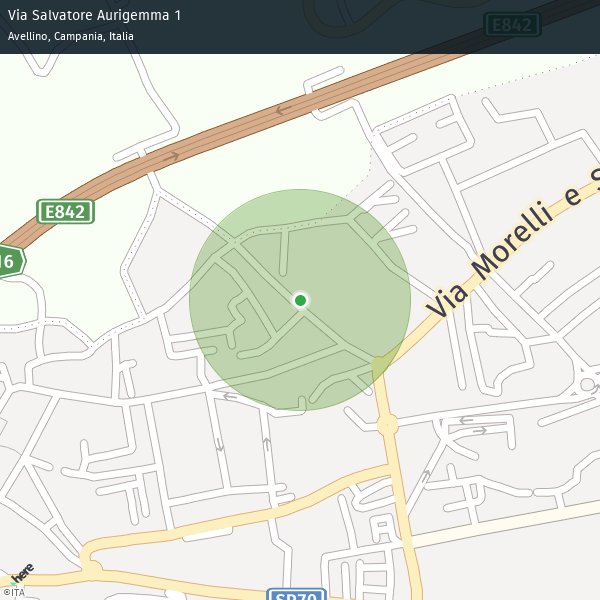 Via Salvatore Aurigemma 1
Avellino, Campania, Italia
E842
E842
16
Via Morelli e S
SP70
here
©ITA